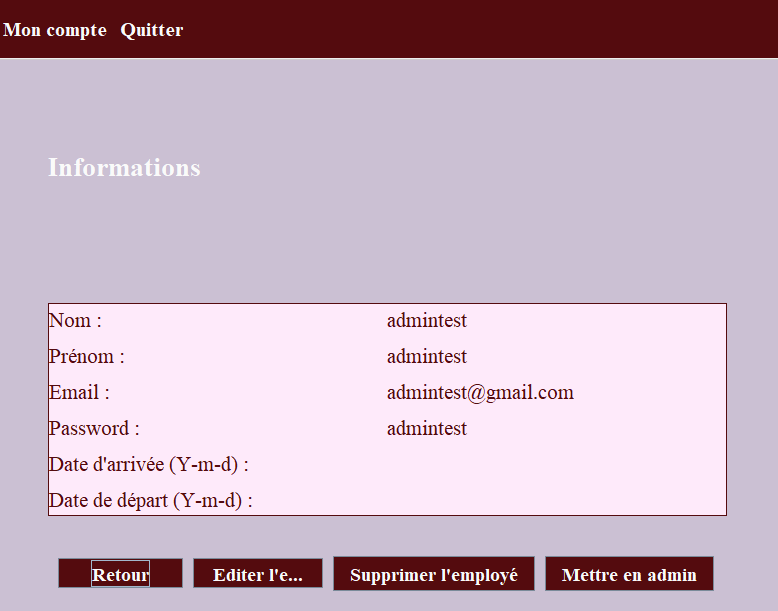 Mon compte Quitter
Informations
Nom : admintest
Prénom : admintest
Email : admintest@gmail.com
Password : admintest
Date d'arrivée (Y-m-d) :
Date de départ (Y-m-d) :
Retour Editer l'e... Supprimer l'employé Mettre en admin